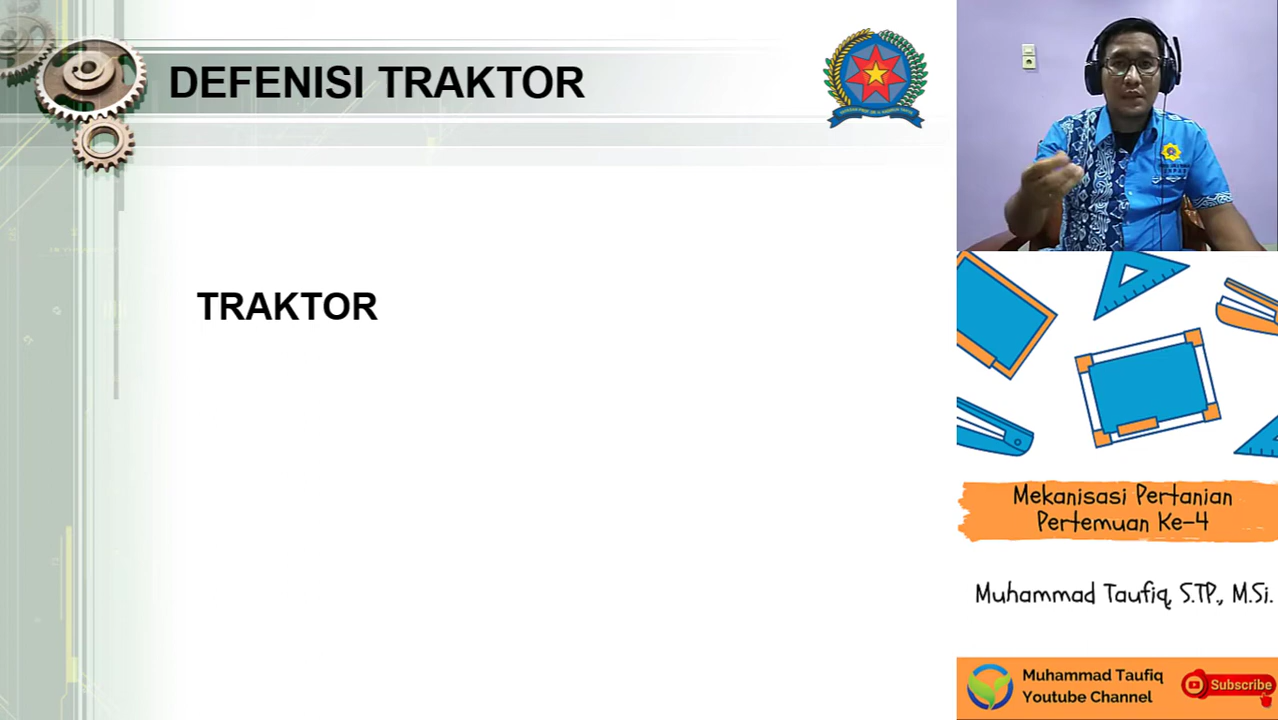 DEFENISI TRAKTOR
TRAKTOR
Mekanisasi Pertanian
Pertemuan Ke-4
Muhammad Taufiq, S.TP., M.Si.
Muhammad Taufiq
Youtube Channel
Subscribe